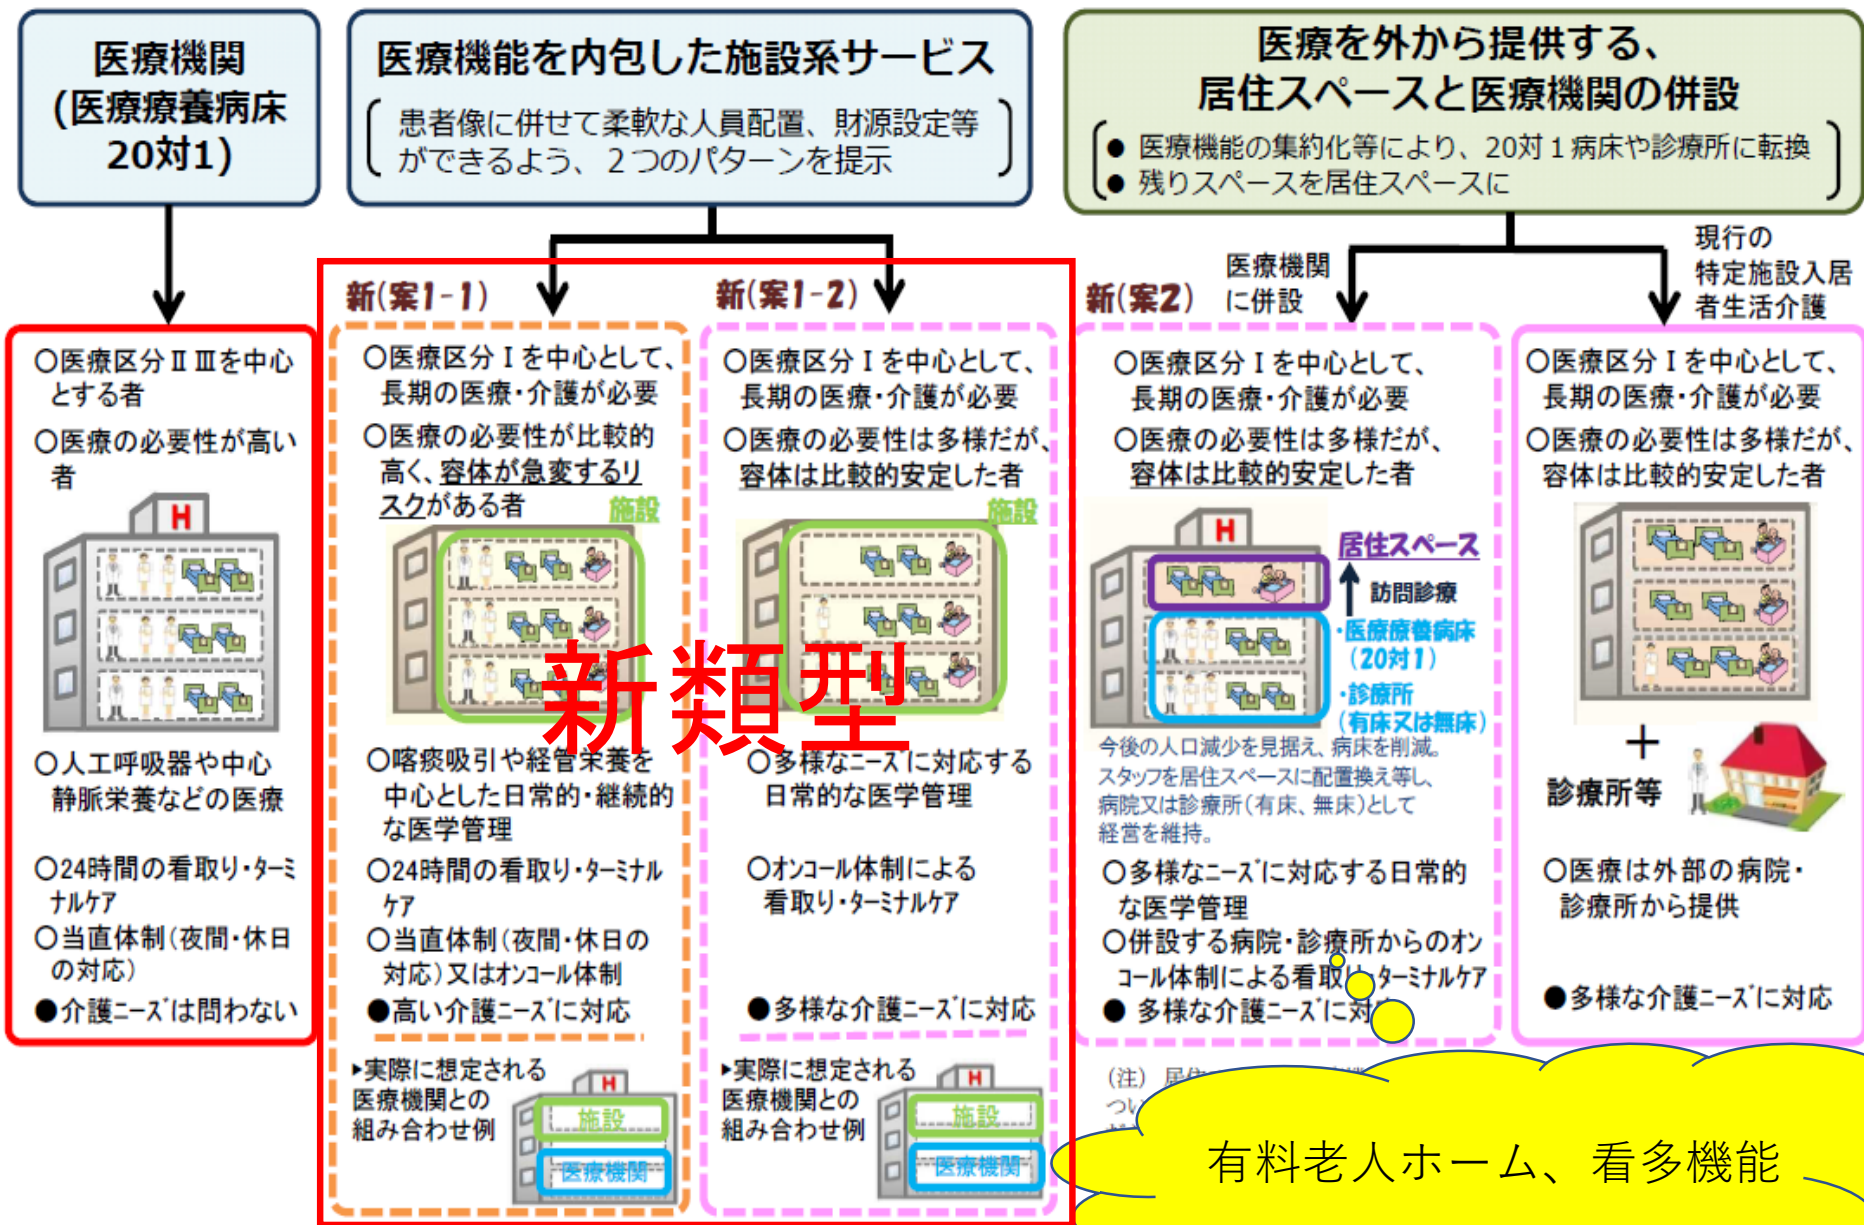 医療機関
(医療療養病床
20対1)
医療機能を内包した施設系サービス
患者像に併せて柔軟な人員配置、財源設定等
ができるよう、2つのパターンを提示
医療を外から提供する、
居住スペースと医療機関の併設
● 医療機能の集約化等により、20対1病床や診療所に転換
● 残りスペースを居住スペースに
〇医療区分ⅡⅢを中心
とする者
〇医療の必要性が高い
者
H
〇人工呼吸器や中心
静脈栄養などの医療
〇24時間の看取り・ターミ
ナルケア
〇当直体制(夜間・休日
の対応)
●介護ニーズは問わない
新(案1-1)
〇医療区分Ⅰを中心として、
長期の医療・介護が必要
〇医療の必要性が比較的
高く、容体が急変するリ
スクがある者
施設
〇喀痰吸引や経管栄養を
中心とした日常的・継続的
な医学管理
〇24時間の看取り・ターミナル
ケア
〇当直体制(夜間・休日の
対応)又はオンコール体制
●高い介護ニーズに対応
▶実際に想定される
医療機関との
組み合わせ例
H
施設
医療機関
新(案1-2)
〇医療区分Ⅰを中心として、
長期の医療・介護が必要
〇医療の必要性は多様だが、
容体は比較的安定した者
施設
新類型
〇多様なニーズに対応する
日常的な医学管理
〇オンコール体制による
看取り・ターミナルケア
●多様な介護ニーズに対応
▶実際に想定される
医療機関との
組み合わせ例
H
施設
医療機関
新(案2)
医療機関
に併設
〇医療区分Ⅰを中心として、
長期の医療・介護が必要
〇医療の必要性は多様だが、
容体は比較的安定した者
H
居住スペース
訪問診療
・医療療養病床
(20対1)
・診療所
(有床又は無床)
今後の人口減少を見据え、病床を削減。
スタッフを居住スペースに配置換え等し、
病院又は診療所(有床、無床)として
経営を維持。
〇多様なニーズに対応する日常的
な医学管理
〇併設する病院・診療所からのオン
コール体制による看取り・ターミナルケア
● 多様な介護ニーズに対
(注)
つい
現行の
特定施設入居
者生活介護
〇医療区分Ⅰを中心として、
長期の医療・介護が必要
〇医療の必要性は多様だが、
容体は比較的安定した者
+
診療所等
〇医療は外部の病院・
診療所から提供
●多様な介護ニーズに対応
有料老人ホーム、看多機能